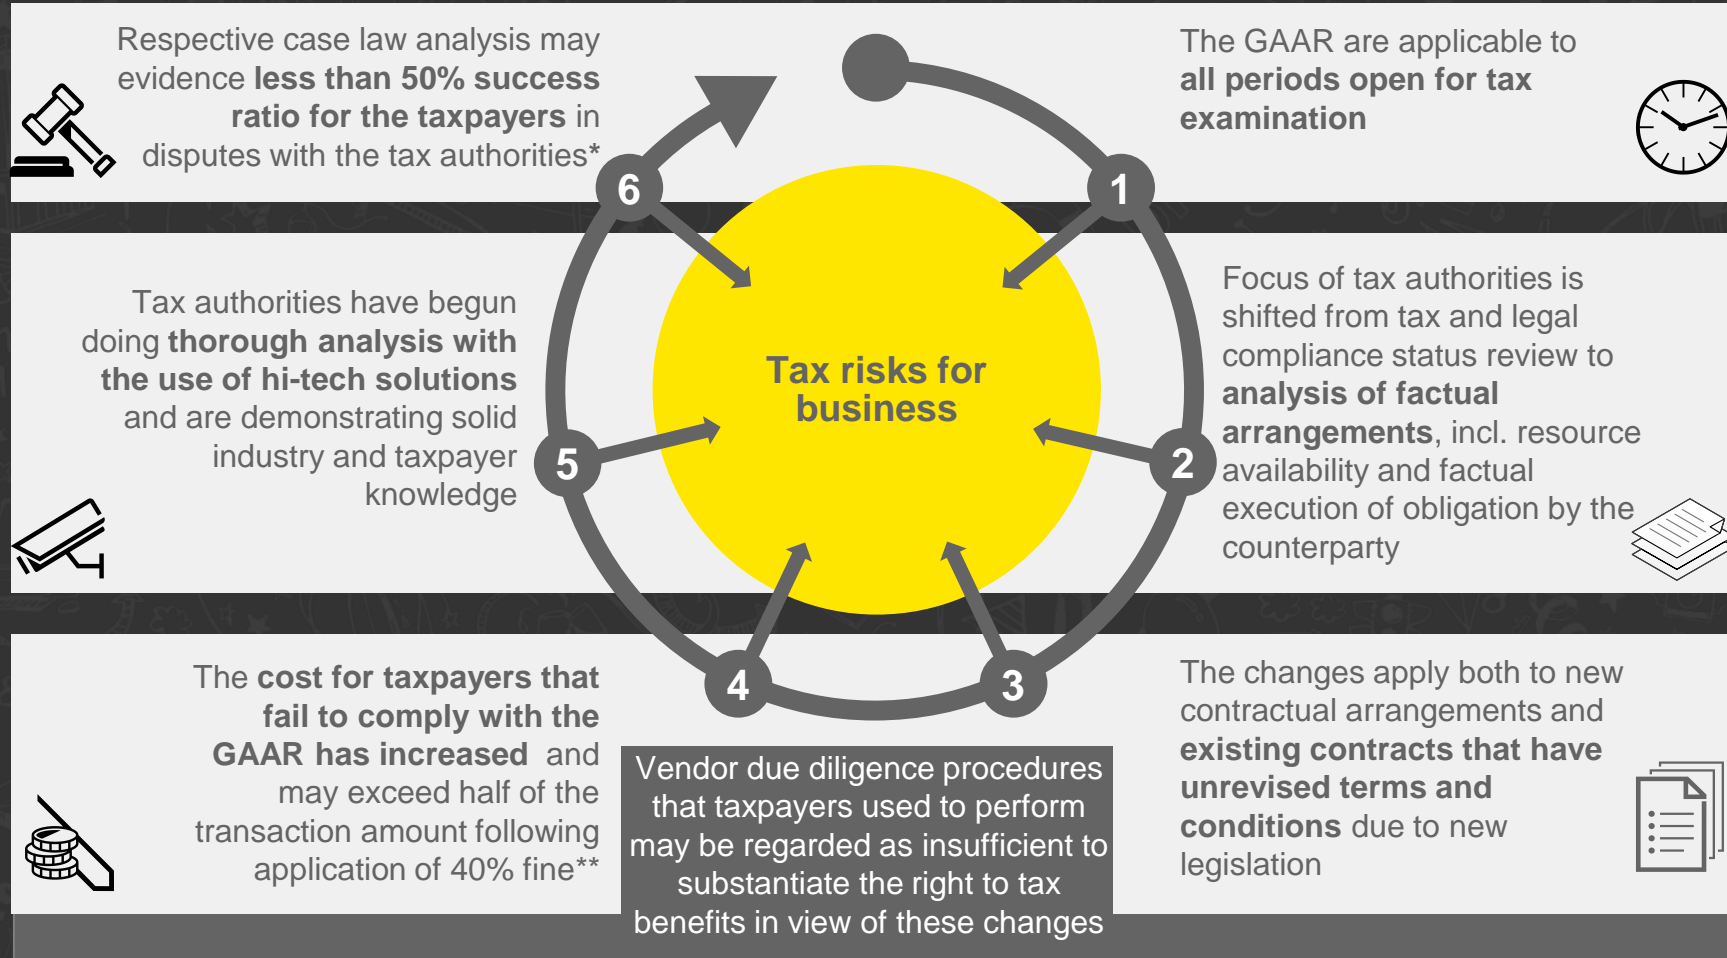 Respective case law analysis may
evidence less than 50% success
ratio for the taxpayers in
disputes with the tax authorities*
The GAAR are applicable to
all periods open for tax
examination
6
1
Tax authorities have begun
doing thorough analysis with
the use of hi-tech solutions
and are demonstrating solid
industry and taxpayer
knowledge
Tax risks for
business
Focus of tax authorities is
shifted from tax and legal
compliance status review to
analysis of factual
arrangements, incl. resource
availability and factual
execution of obligation by the
counterparty
5
2
The cost for taxpayers that
fail to comply with the
GAAR has increased and
may exceed half of the
transaction amount following
application of 40% fine**
4
3
Vendor due diligence procedures
that taxpayers used to perform
may be regarded as insufficient to
substantiate the right to tax
benefits in view of these changes
The changes apply both to new
contractual arrangements and
existing contracts that have
unrevised terms and
conditions due to new
legislation